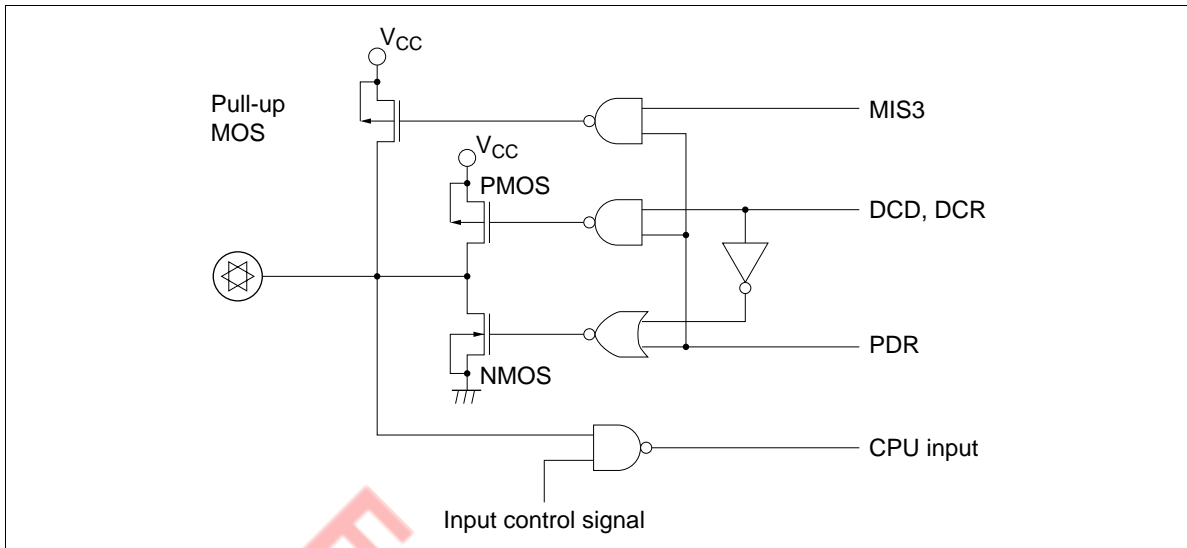 VCC
Pull-up
MOS
MIS3
VCC
PMOS
DCD, DCR
NMOS
PDR
CPU input
Input control signal